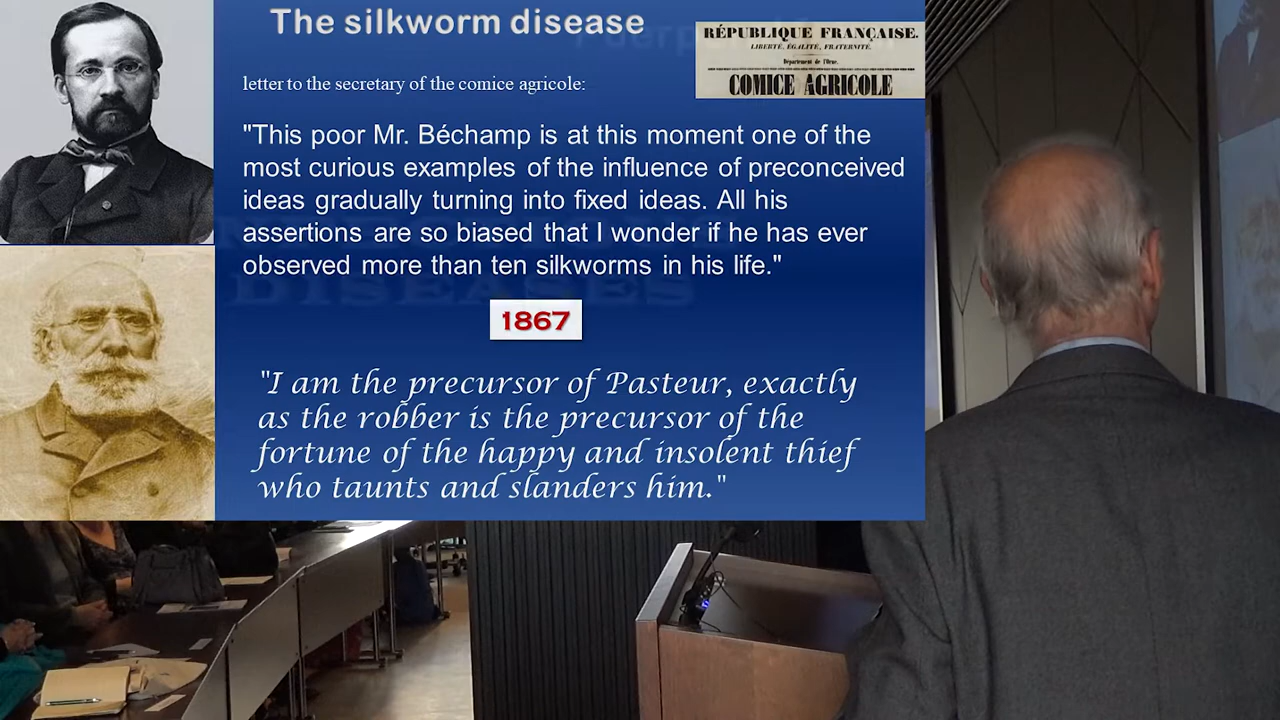 The silkworm disease
RÉPUBLIQUE FRANÇAISE.
LIBERTÉ, ÉGALITÉ, FRATERNITÉ.
Département de l'Orne.
COMICE AGRICOLE
letter to the secretary of the comice agricole:
"This poor Mr. Béchamp is at this moment one of the
most curious examples of the influence of preconceived
ideas gradually turning into fixed ideas. All his
assertions are so biased that I wonder if he has ever
observed more than ten silkworms in his life."
DISEASES
1867
"I am the precursor of Pasteur, exactly
as the robber is the precursor of the
fortune of the happy and insolent thief
who taunts and slanders him."